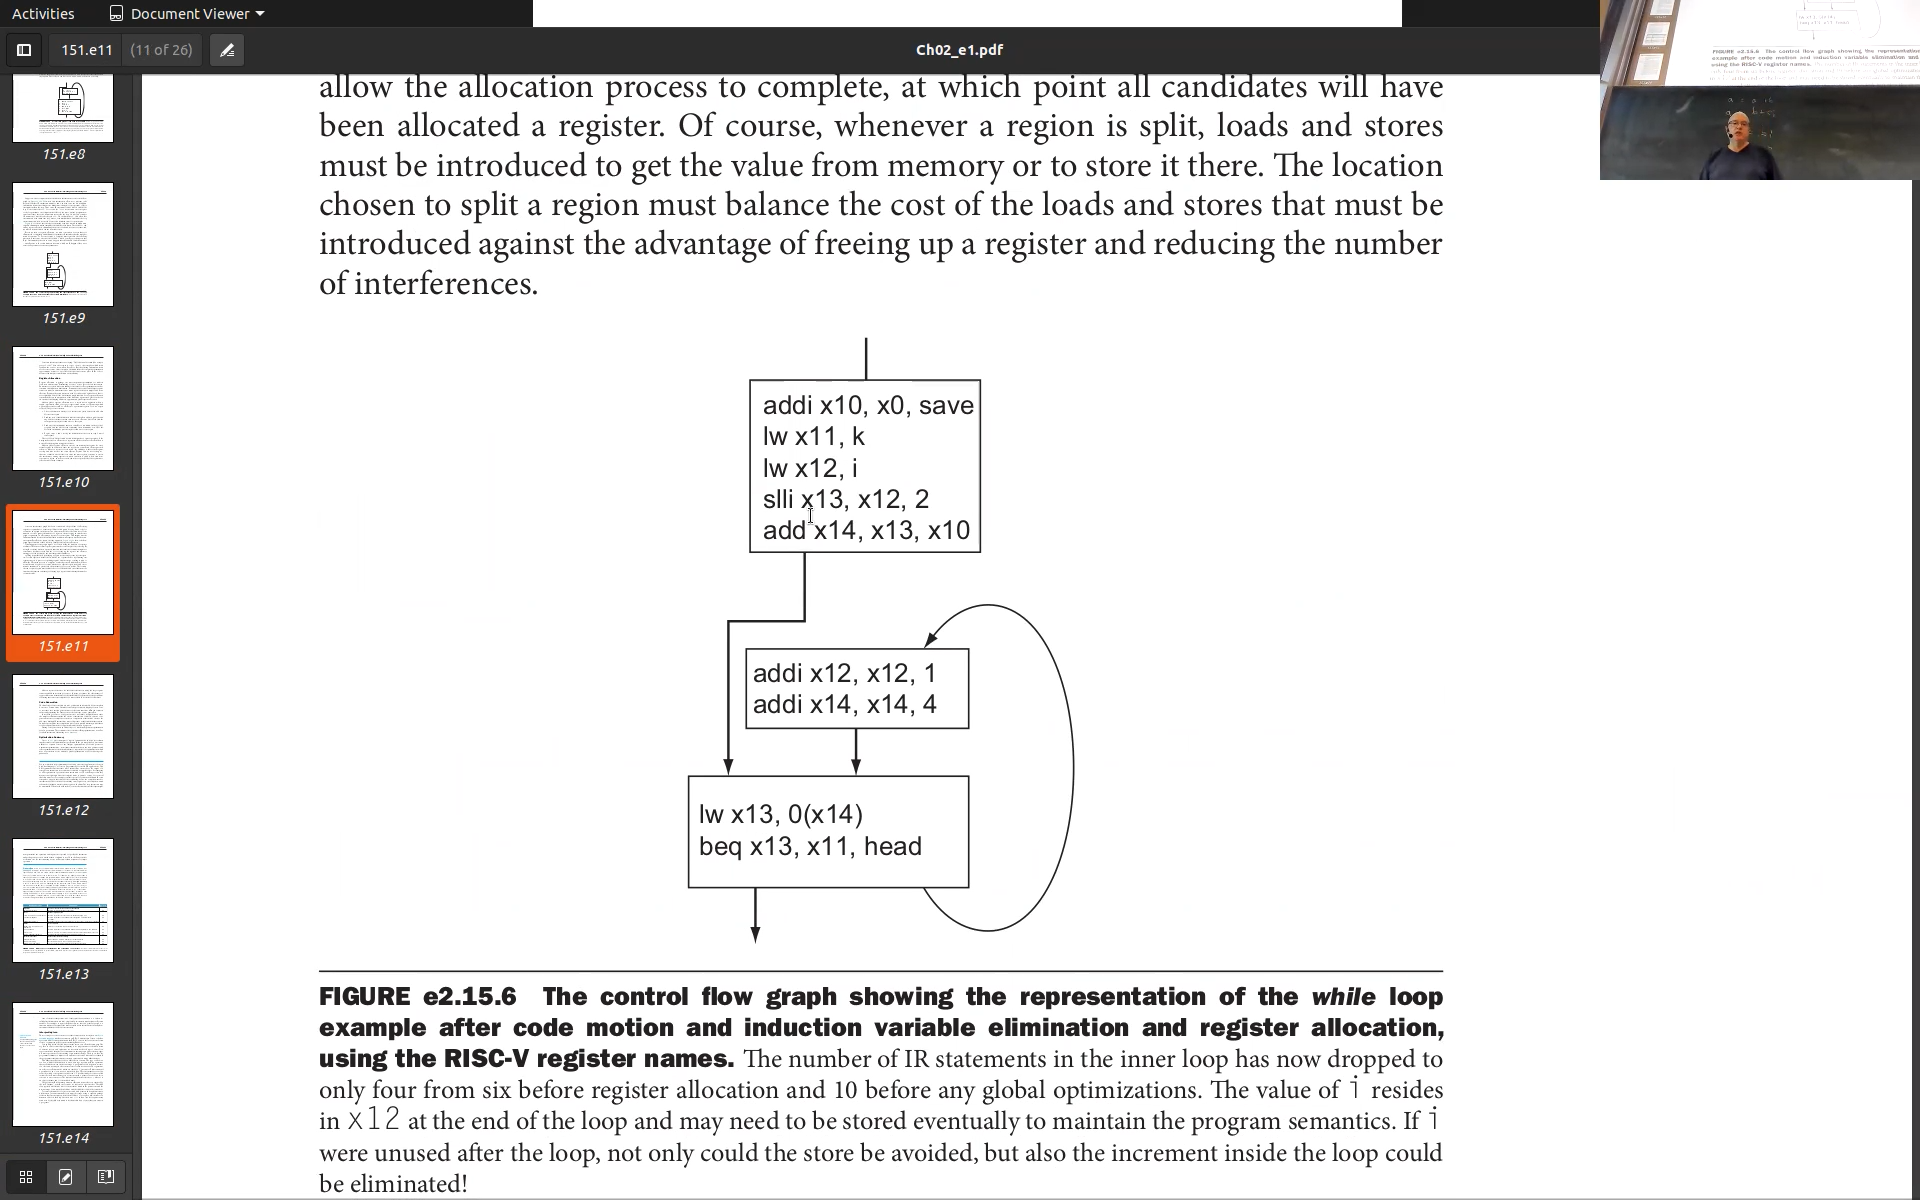 Activities
Document Viewer
151.e11
(11 of 26)
Ch02_e1.pdf
151.e8
151.e9
151.e10
151.e11
151.e12
151.e13
151.e14
allow the allocation process to complete, at which point all candidates will have
been allocated a register. Of course, whenever a region is split, loads and stores
must be introduced to get the value from memory or to store it there. The location
chosen to split a region must balance the cost of the loads and stores that must be
introduced against the advantage of freeing up a register and reducing the number
of interferences.
addi x10, x0, save
lw x11, k
lw x12, i
slli x13, x12, 2
add x14, x13, x10
addi x12, x12, 1
addi x14, x14, 4
lw x13, 0(x14)
beq x13, x11, head
FIGURE e2.15.6 The control flow graph showing the representation of the while loop
example after code motion and induction variable elimination and register allocation,
using the RISC-V register names. The number of IR statements in the inner loop has now dropped to
only four from six before register allocation and 10 before any global optimizations. The value of i resides
in x12 at the end of the loop and may need to be stored eventually to maintain the program semantics. If i
were unused after the loop, not only could the store be avoided, but also the increment inside the loop could
be eliminated!